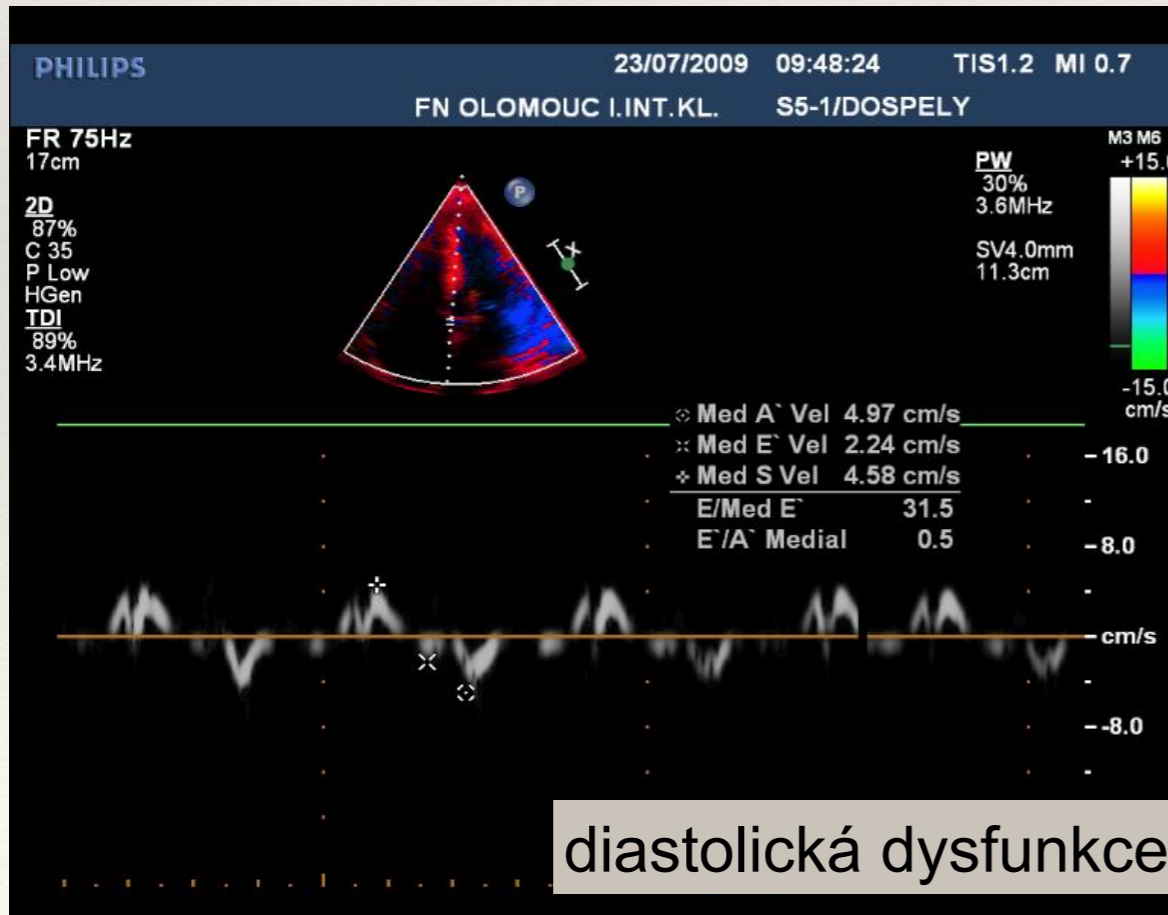 PHILIPS 23/07/2009 09:48:24 TIS1.2 MI 0.7
FN OLOMOUC I.INT.KL. S5-1/DOSPELY
FR 75Hz
17cm
2D
87%
C 35
P Low
HGen
TDI
89%
3.4MHz
P
PW
30%
3.6MHz
SV4.0mm
11.3cm
M3 M6
+15.0
-15.0
cm/s
Med A` Vel 4.97 cm/s
Med E` Vel 2.24 cm/s
Med S Vel 4.58 cm/s
E/Med E` 31.5
E`/A` Medial 0.5
16.0
8.0
cm/s
-8.0
diastolická dysfunkce